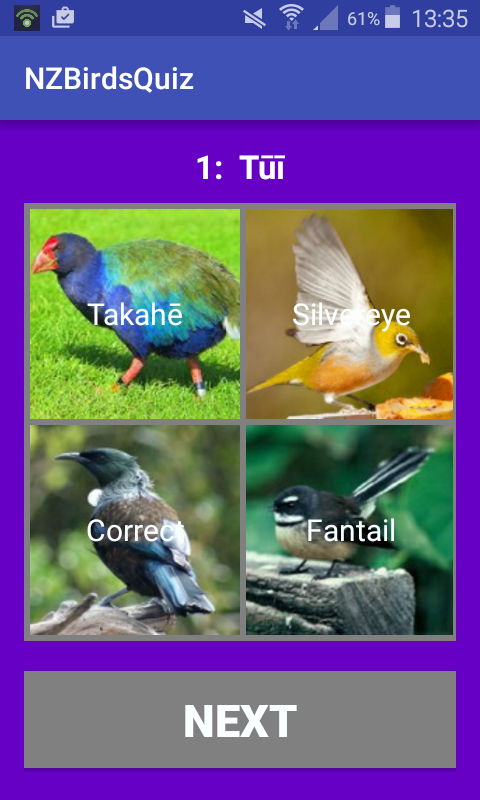 61% 13:35
NZBirdsQuiz
1: Tūī
Takahē
Silvereye
Correct
Fantail
NEXT